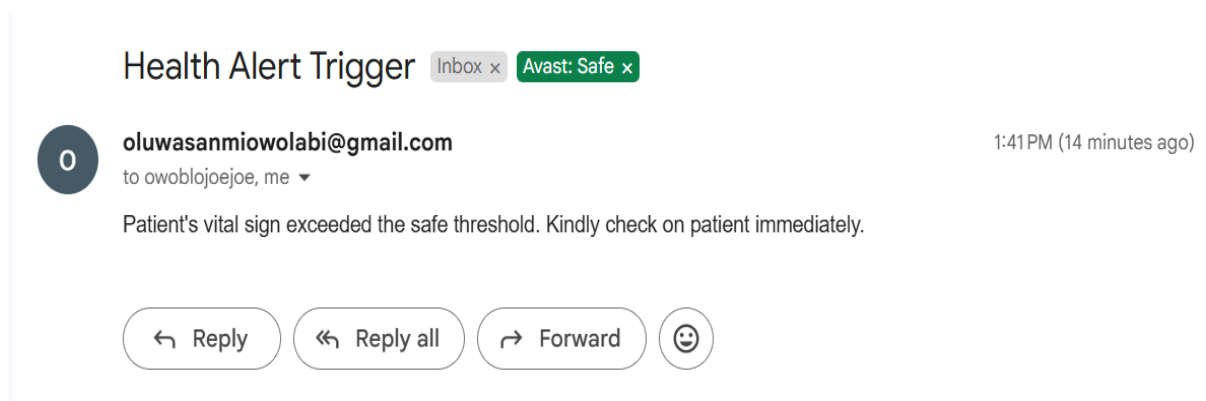 Health Alert Trigger Inbox × Avast: Safe ×
O
oluwasanmiowolabi@gmail.com 1:41 PM (14 minutes ago)
to owoblojoejoe, me
Patient's vital sign exceeded the safe threshold. Kindly check on patient immediately.
Reply Reply all Forward